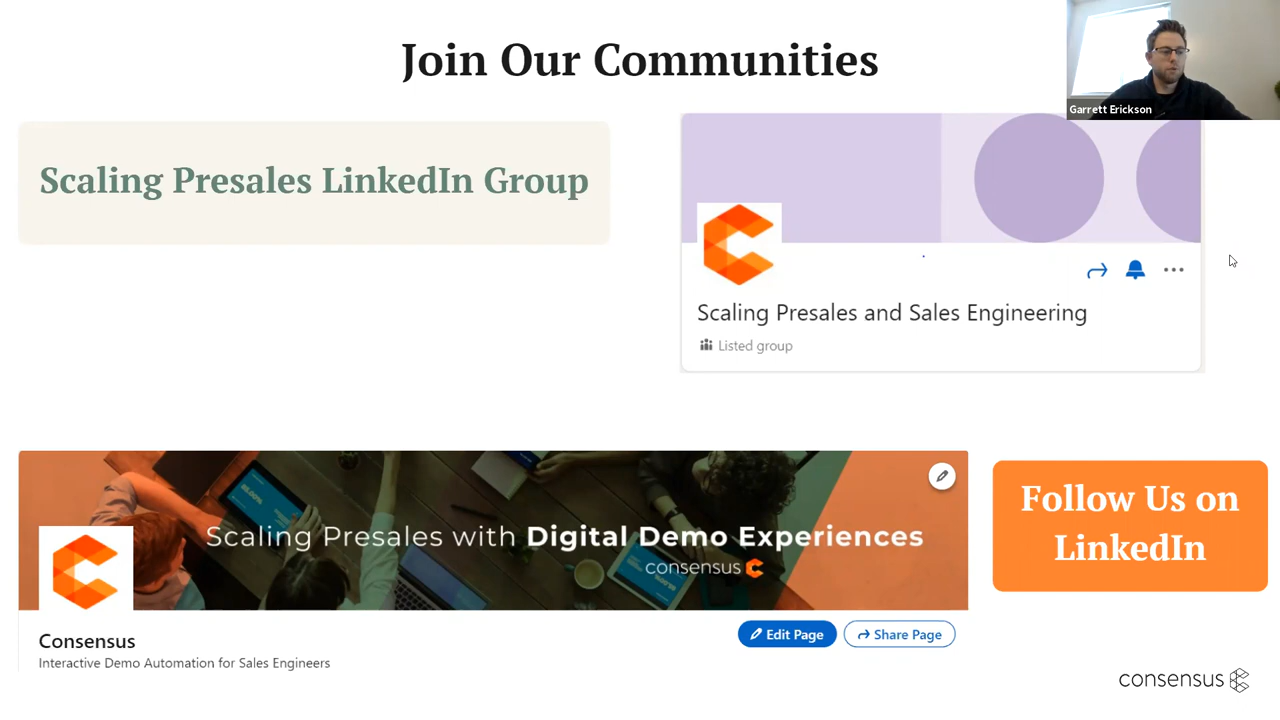 Join Our Communities
Garrett Erickson
Scaling Presales LinkedIn Group
Scaling Presales and Sales Engineering
Listed group
Scaling Presales with Digital Demo Experiences
consensus
Follow Us on
LinkedIn
Consensus
Interactive Demo Automation for Sales Engineers
Edit Page
Share Page
consensus